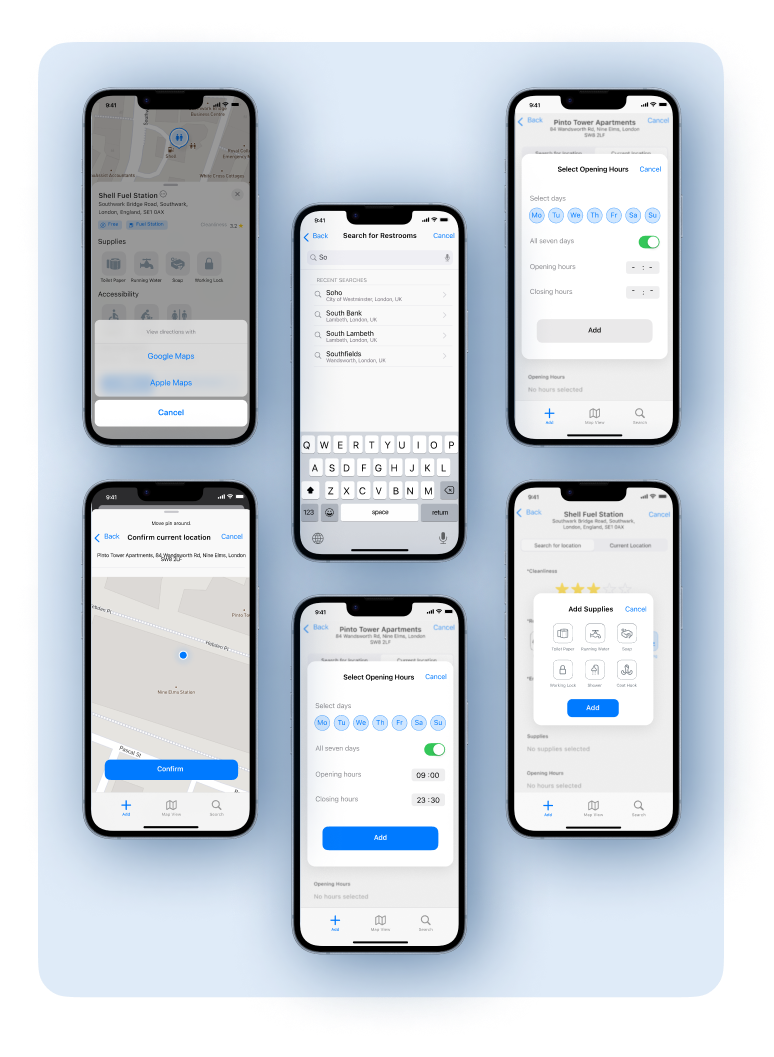 9:41
Business Centre
Shell
White Cross Cottages
Shell Fuel Station
Southwark Bridge Road, Southwark,
London, England, SE1 0AX
Free
Fuel Station
Cleanliness
3.2
Supplies
Toilet Paper
Running Water
Soap
Working Lock
Accessibility
View directions with
Google Maps
Apple Maps
Cancel
9:41
Back
Search for Restrooms
Cancel
So
RECENT SEARCHES
Soho
City of Westminster, London, UK
South Bank
Lambeth, London, UK
South Lambeth
Lambeth, London, UK
Southfields
Wandsworth, London, UK
Q W E R T Y U I O P
A S D F G H J K L
Z X C V B N M
123
space
return
9:41
Back
Pinto Tower Apartments
Cancel
84 Wandsworth Rd, Nine Elms, London
SW8 2LF
Search for location
Current location
Select Opening Hours
Cancel
Select days
Mo Tu We Th Fr Sa Su
All seven days
Opening hours
- : -
Closing hours
- : -
Add
Opening Hours
No hours selected
Add
Map View
Search
9:41
Move pin around
Back
Confirm current location
Cancel
Pinto Tower Apartments, 84 Wandsworth Rd, Nine Elms, London
SW8 2LF
Pinto To
Nine Elms Station
Pascal St
Confirm
Add
Map View
Search
9:41
Back
Pinto Tower Apartments
Cancel
84 Wandsworth Rd, Nine Elms, London
SW8 2LF
Search for location
Current location
Select Opening Hours
Cancel
Select days
Mo Tu We Th Fr Sa Su
All seven days
Opening hours
09 :00
Closing hours
23 :30
Add
Opening Hours
No hours selected
Add
Map View
Search
9:41
Back
Shell Fuel Station
Cancel
Southwark Bridge Road, Southwark,
London, England, SE1 0AX
Search for location
Current Location
*Cleanliness
Add Supplies
Cancel
Toilet Paper
Running Water
Soap
Working Lock
Shower
Coat Hook
Add
Supplies
No supplies selected
Opening Hours
No hours selected
Add
Map View
Search